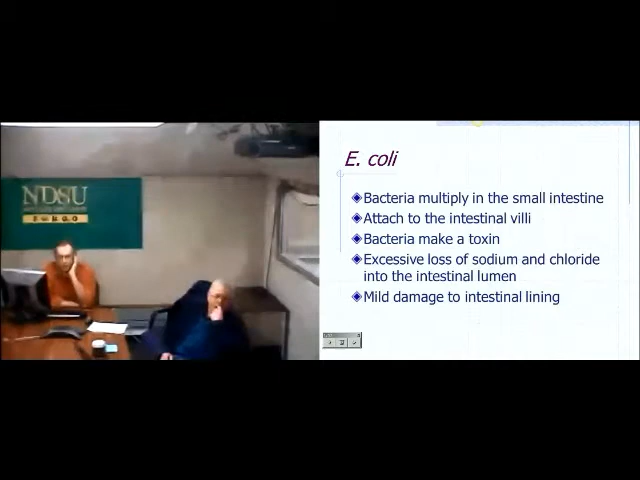 NDSU
FARGO
E. coli
Bacteria multiply in the small intestine
Attach to the intestinal villi
Bacteria make a toxin
Excessive loss of sodium and chloride
into the intestinal lumen
Mild damage to intestinal lining